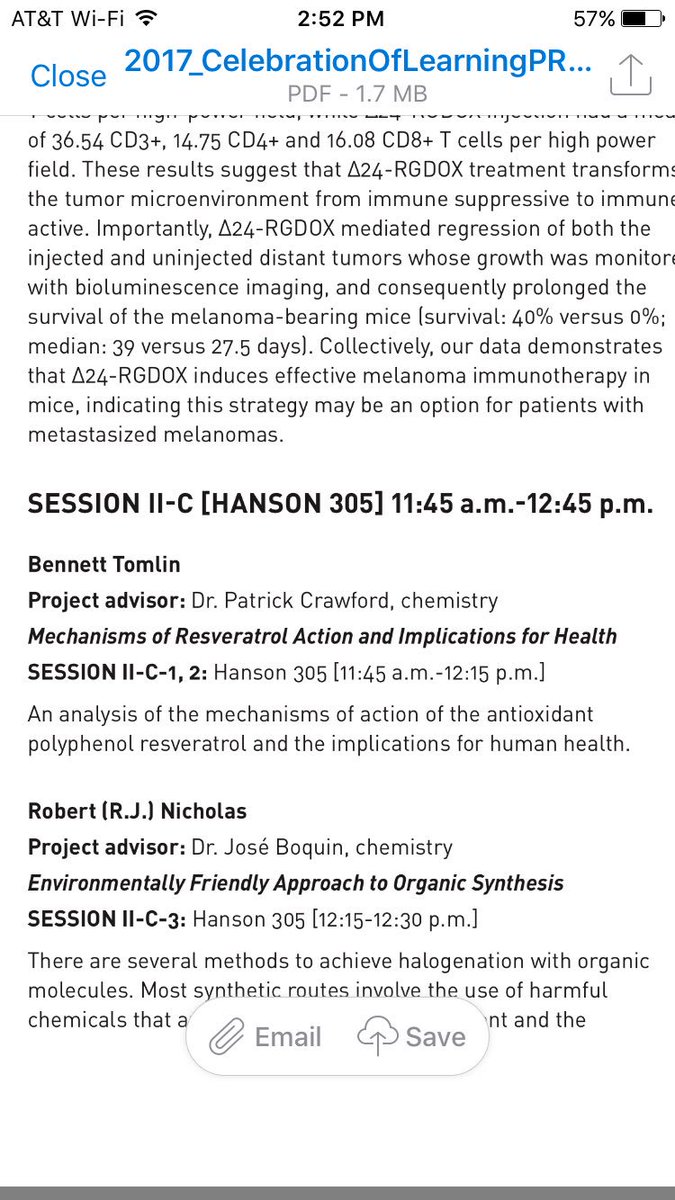 AT&T Wi-Fi 2:52 PM 57%
Close 2017_CelebrationOfLearningPR...
PDF - 1.7 MB
T cells per high power field, while Δ24-RGDOX injection had a
of 36.54 CD3+, 14.75 CD4+ and 16.08 CD8+ T cells per high power
field. These results suggest that Δ24-RGDOX treatment transforms
the tumor microenvironment from immune suppressive to immune
active. Importantly, Δ24-RGDOX mediated regression of both the
injected and uninjected distant tumors whose growth was monitore
with bioluminescence imaging, and consequently prolonged the
survival of the melanoma-bearing mice (survival: 40% versus 0%;
median: 39 versus 27.5 days). Collectively, our data demonstrates
that Δ24-RGDOX induces effective melanoma immunotherapy in
mice, indicating this strategy may be an option for patients with
metastasized melanomas.
SESSION II-C [HANSON 305] 11:45 a.m.-12:45 p.m.
Bennett Tomlin
Project advisor: Dr. Patrick Crawford, chemistry
Mechanisms of Resveratrol Action and Implications for Health
SESSION II-C-1, 2: Hanson 305 [11:45 a.m.-12:15 p.m.]
An analysis of the mechanisms of action of the antioxidant
polyphenol resveratrol and the implications for human health.
Robert (R.J.) Nicholas
Project advisor: Dr. José Boquin, chemistry
Environmentally Friendly Approach to Organic Synthesis
SESSION II-C-3: Hanson 305 [12:15-12:30 p.m.]
There are several methods to achieve halogenation with organic
molecules. Most synthetic routes involve the use of harmful
chemicals that a nt and the
Email Save